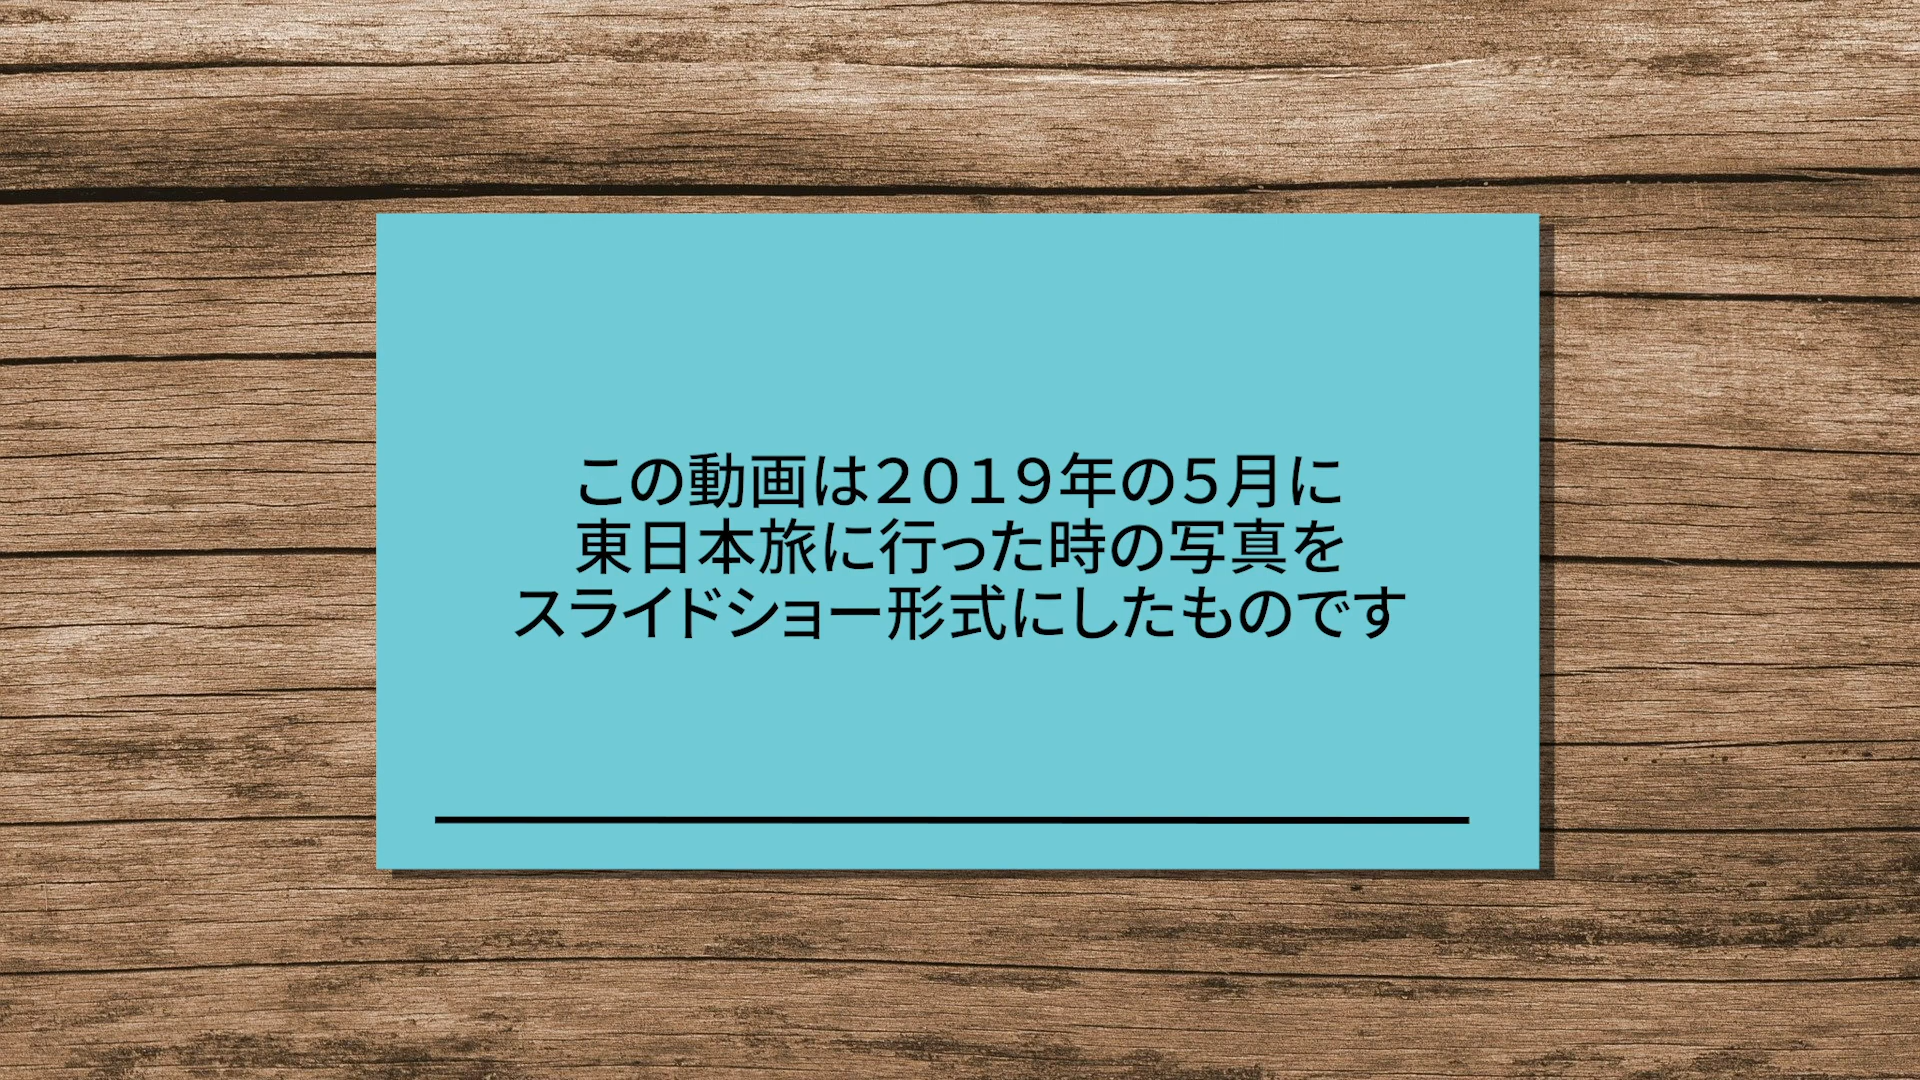 この動画は２０１９年の５月に
東日本旅に行った時の写真を
スライドショー形式にしたものです